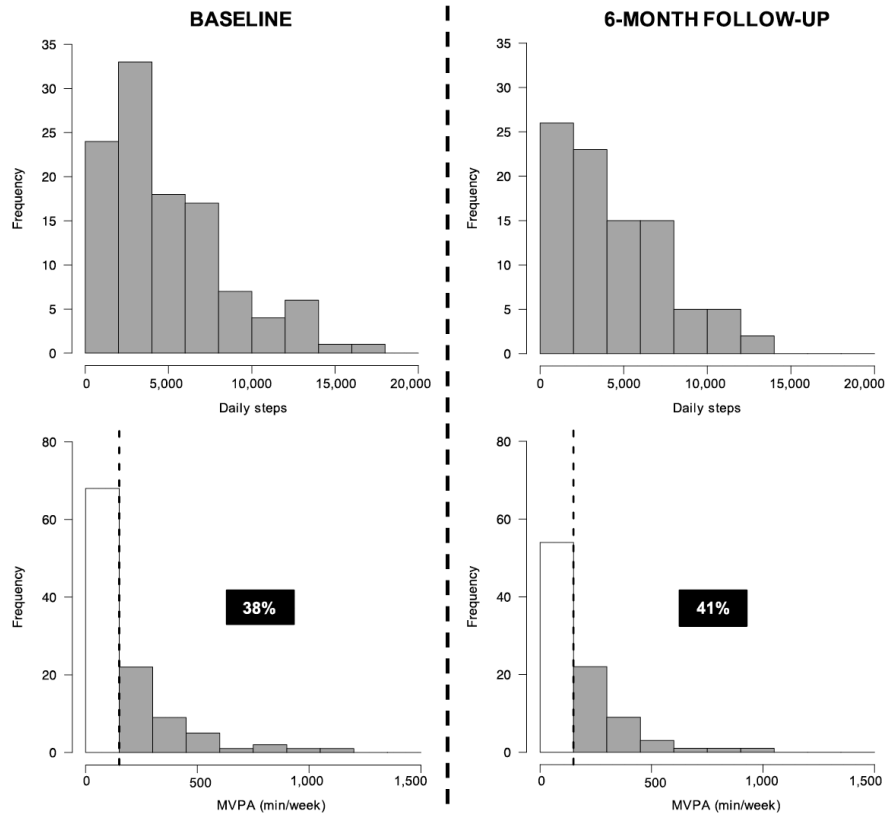 BASELINE
35
30
25
20
15
10
5
0
Frequency
0 5,000 10,000 15,000 20,000
Daily steps
80
60
40
20
0
Frequency
38%
0 500 1,000 1,500
MVPA (min/week)
6-MONTH FOLLOW-UP
35
30
25
20
15
10
5
0
Frequency
0 5,000 10,000 15,000 20,000
Daily steps
80
60
40
20
0
Frequency
41%
0 500 1,000 1,500
MVPA (min/week)